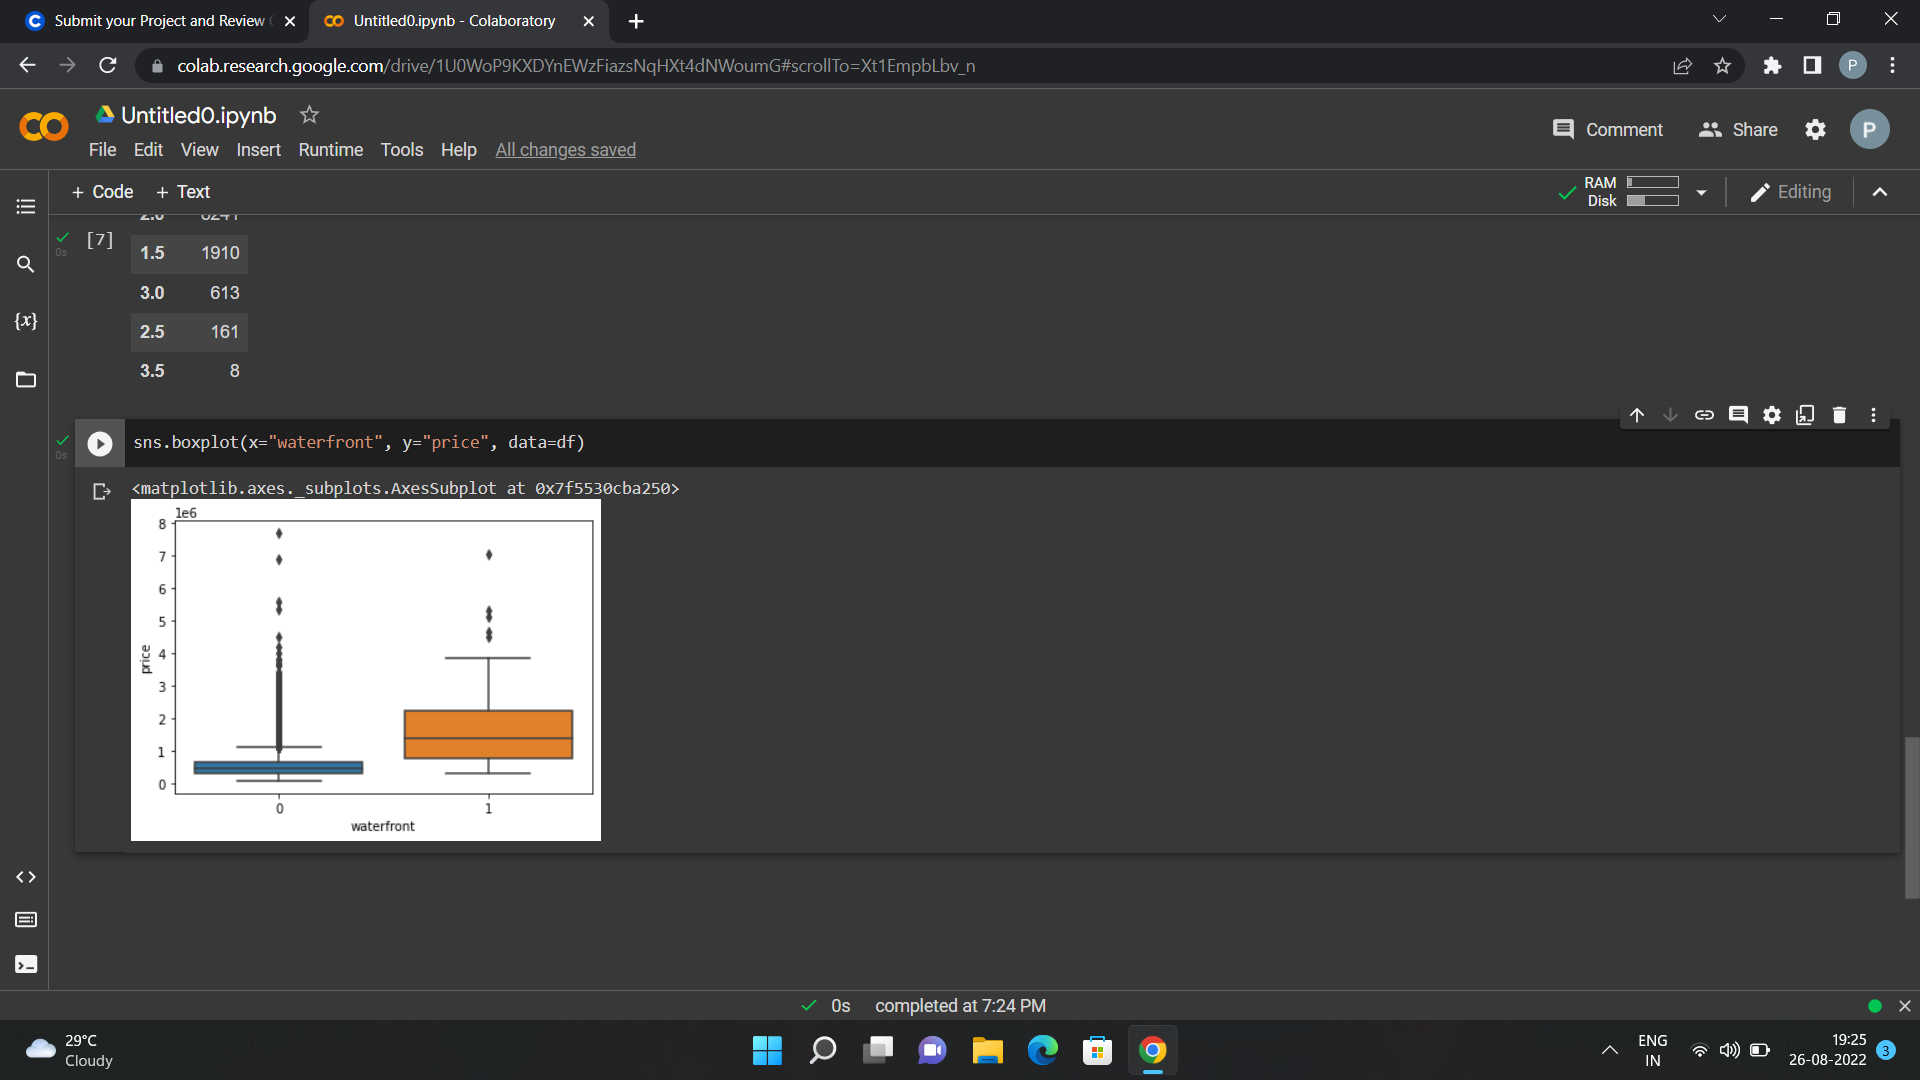 Submit your Project and Review
Untitled0.ipynb - Colaboratory
colab.research.google.com/drive/1U0WoP9KXDYnEWzFiazsNqHXt4dNWoumG#scrollTo=Xt1EmpbLbv_n
P
Untitled0.ipynb
Comment
Share
P
File Edit View Insert Runtime Tools Help All changes saved
+ Code + Text
RAM
Disk
Editing
[7]
0s
1.5 1910
3.0 613
2.5 161
3.5 8
{x}
0s
sns.boxplot(x="waterfront", y="price", data=df)
<matplotlib.axes._subplots.AxesSubplot at 0x7f5530cba250>
1e6
8
7
6
5
4
3
2
1
0
price
0 1
waterfront
0s completed at 7:24 PM
29°C
Cloudy
ENG
IN
19:25
26-08-2022
3